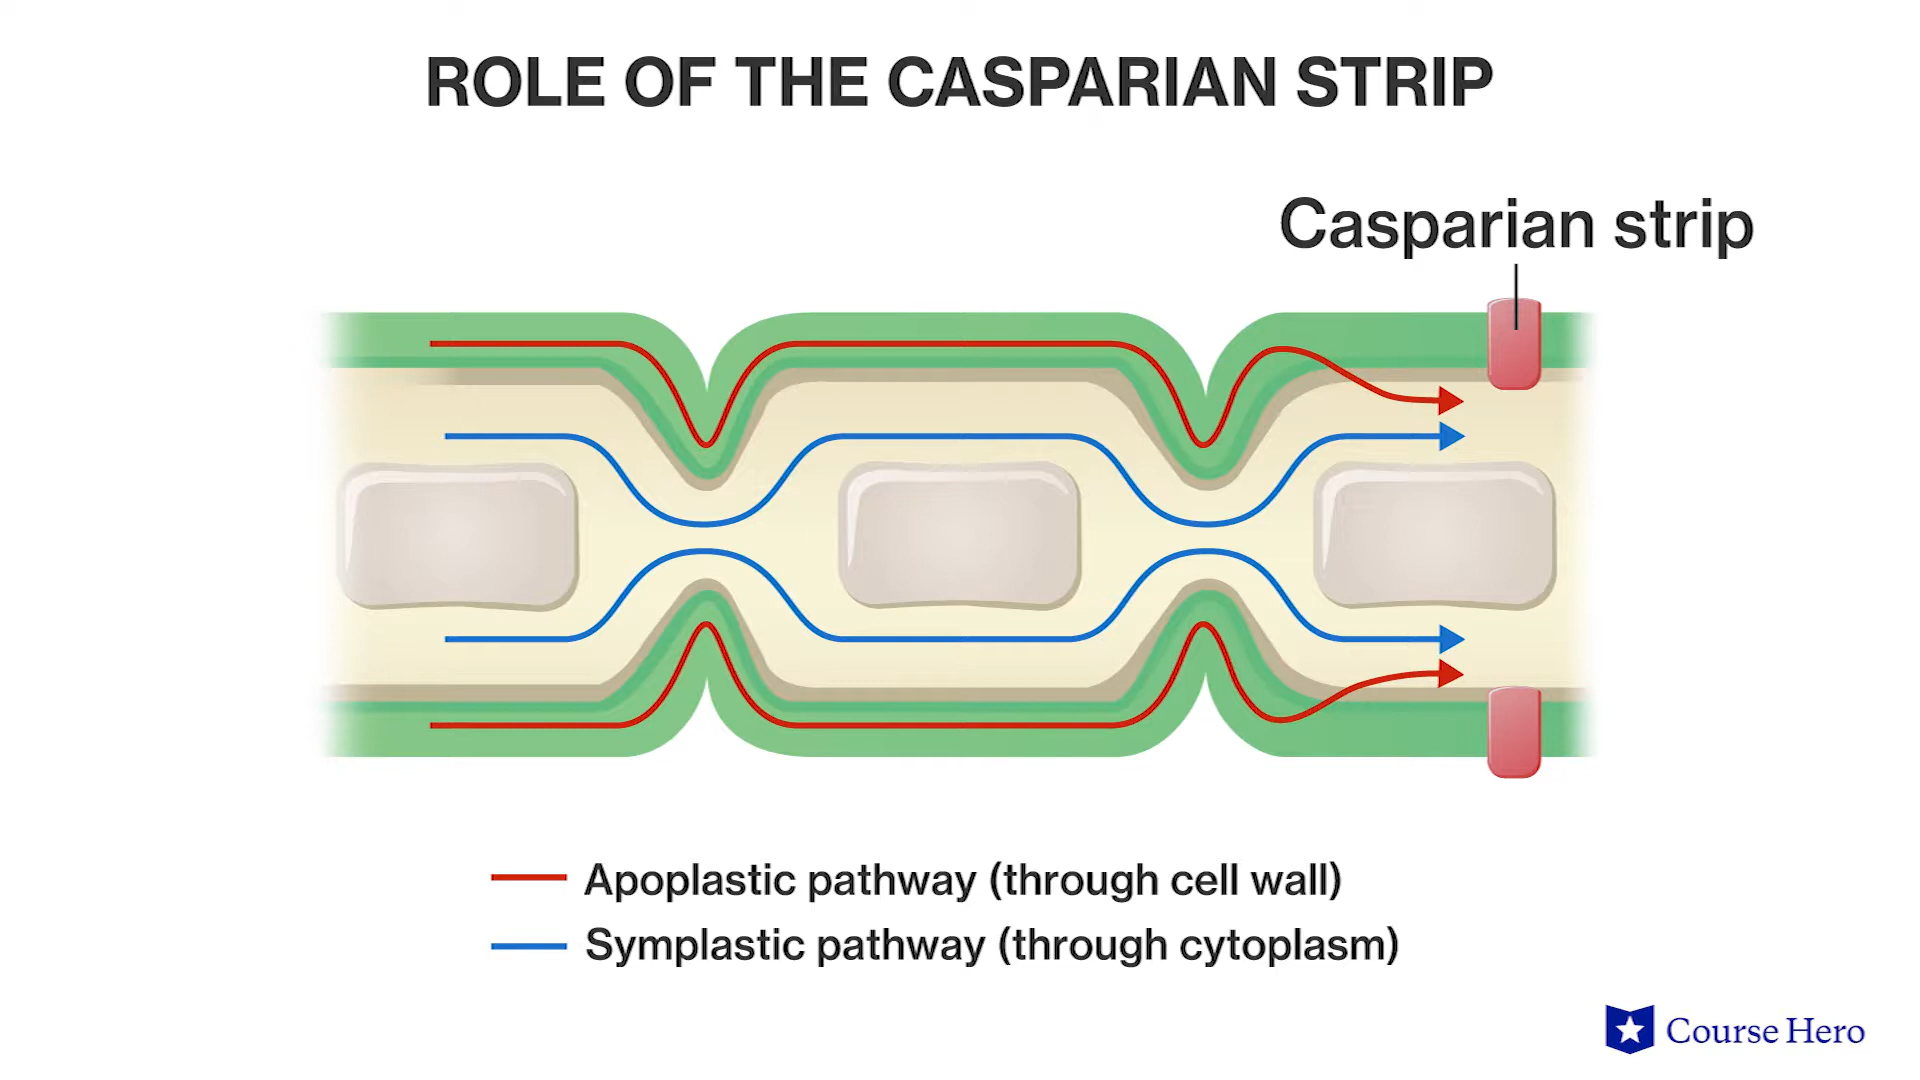 ROLE OF THE CASPARIAN STRIP
Casparian strip
Apoplastic pathway (through cell wall)
Symplastic pathway (through cytoplasm)
Course Hero